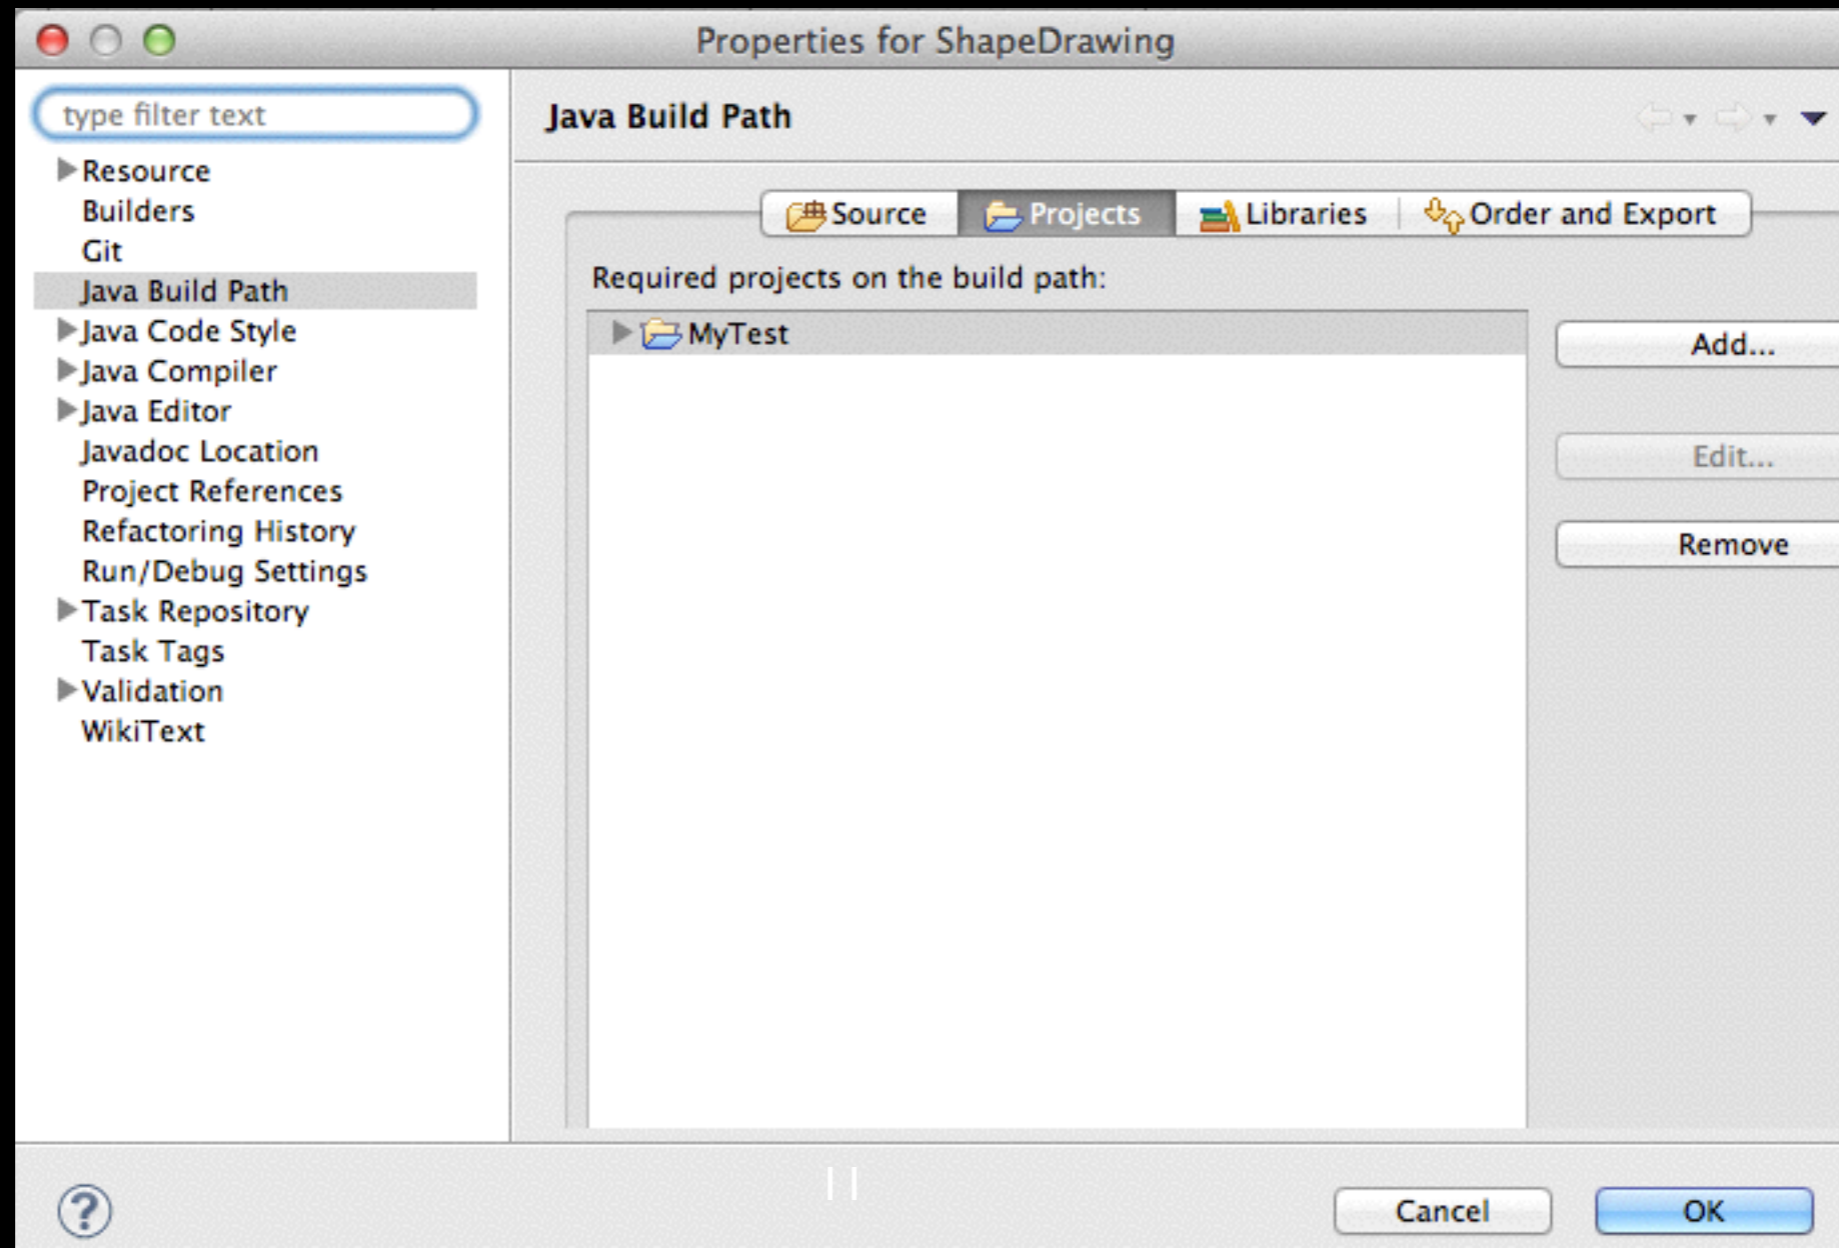 Properties for ShapeDrawing
type filter text
Resource
Builders
Git
Java Build Path
Java Code Style
Java Compiler
Java Editor
Javadoc Location
Project References
Refactoring History
Run/Debug Settings
Task Repository
Task Tags
Validation
WikiText
Java Build Path
Source Projects Libraries Order and Export
Required projects on the build path:
MyTest
Add...
Edit...
Remove
?
Cancel OK